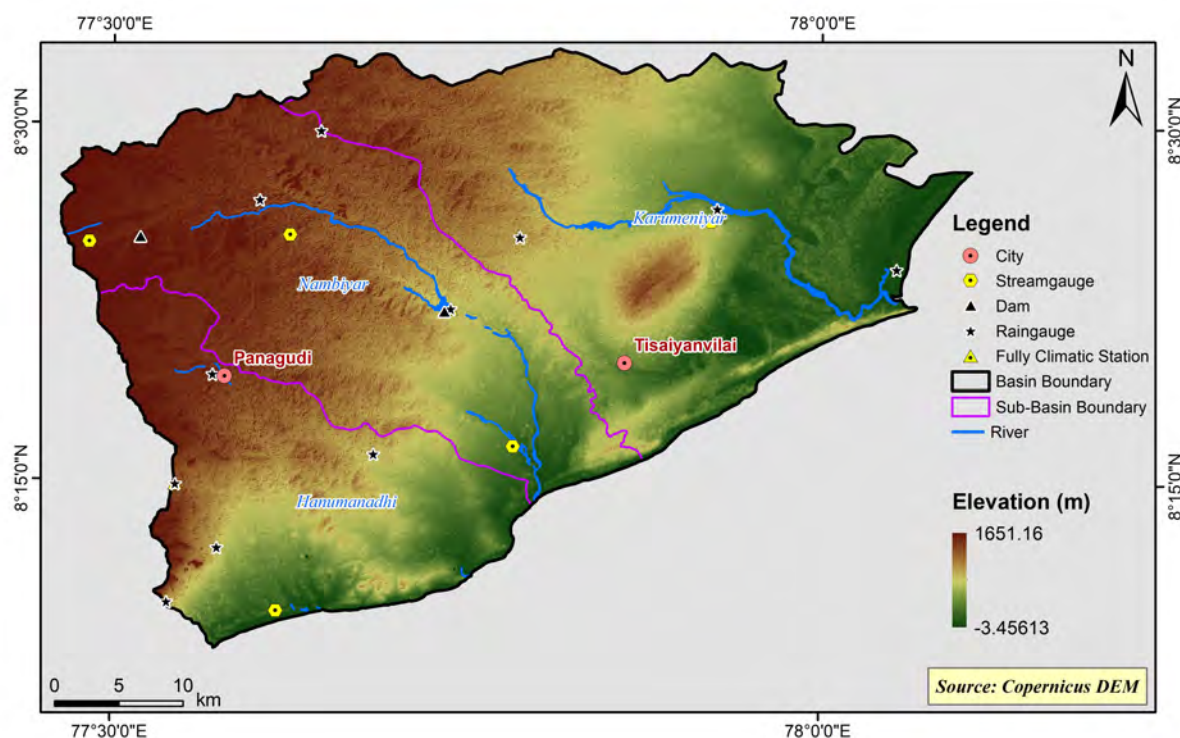 77°30'0"E 78°0'0"E
N
8°30'0"N 8°30'0"N
Karumeniyar
Nambiyar
Panagudi
Tisaiyanvilai
Hanumanadhi
8°15'0"N 8°15'0"N
Legend
City
Streamgauge
Dam
Raingauge
Fully Climatic Station
Basin Boundary
Sub-Basin Boundary
River
Elevation (m)
1651.16
-3.45613
0 5 10
km
Source: Copernicus DEM
77°30'0"E 78°0'0"E